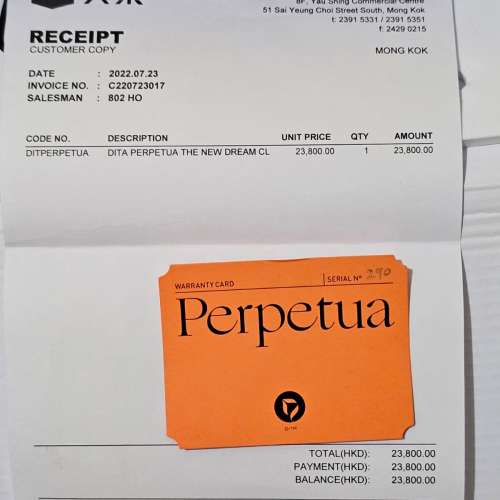 8F, Yau Shing Commercial Centre
51 Sai Yeung Choi Street South, Mong Kok
t: 2391 5331 / 2391 5351
f: 2429 0215
RECEIPT
CUSTOMER COPY
MONG KOK
DATE : 2022.07.23
INVOICE NO. : C220723017
SALESMAN : 802 HO
CODE NO. DESCRIPTION UNIT PRICE QTY AMOUNT
DITPERPETUA DITA PERPETUA THE NEW DREAM CL 23,800.00 1 23,800.00
WARRANTY CARD SERIAL Nº 290
Perpetua
DITA
TOTAL(HKD): 23,800.00
PAYMENT(HKD): 23,800.00
BALANCE(HKD): 23,800.00